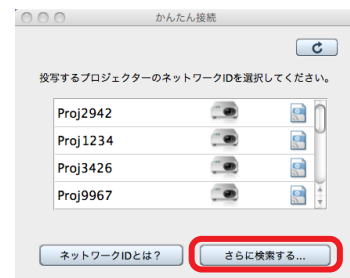 かんたん接続
投写するプロジェクターのネットワークIDを選択してください。
Proj2942
Proj1234
Proj3426
Proj9967
ネットワークIDとは？
さらに検索する...